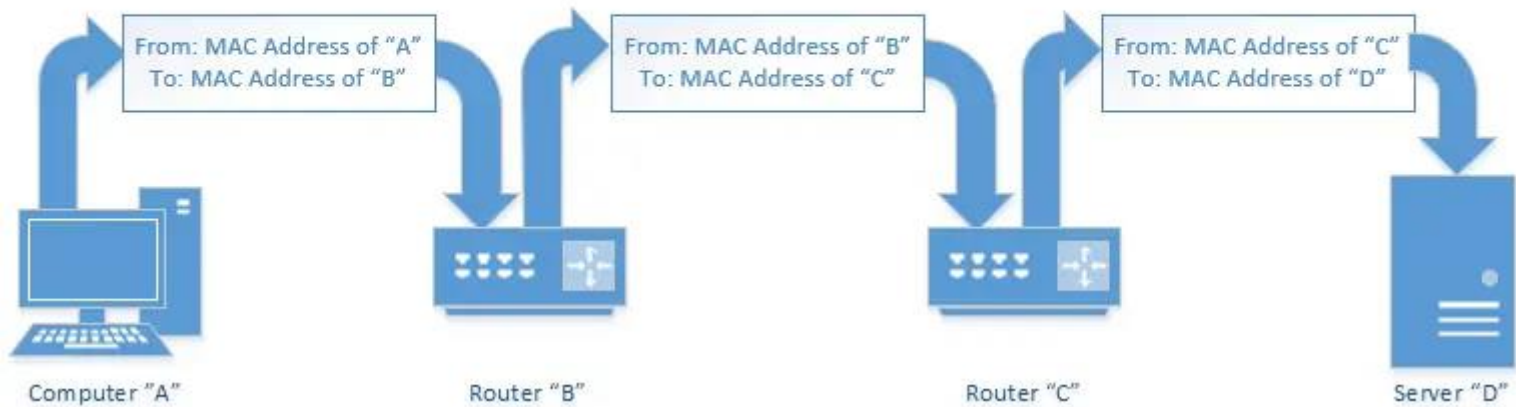 From: MAC Address of “A”
To: MAC Address of “B”
From: MAC Address of “B”
To: MAC Address of “C”
From: MAC Address of “C”
To: MAC Address of “D”
Computer “A”
Router “B”
Router “C”
Server “D”